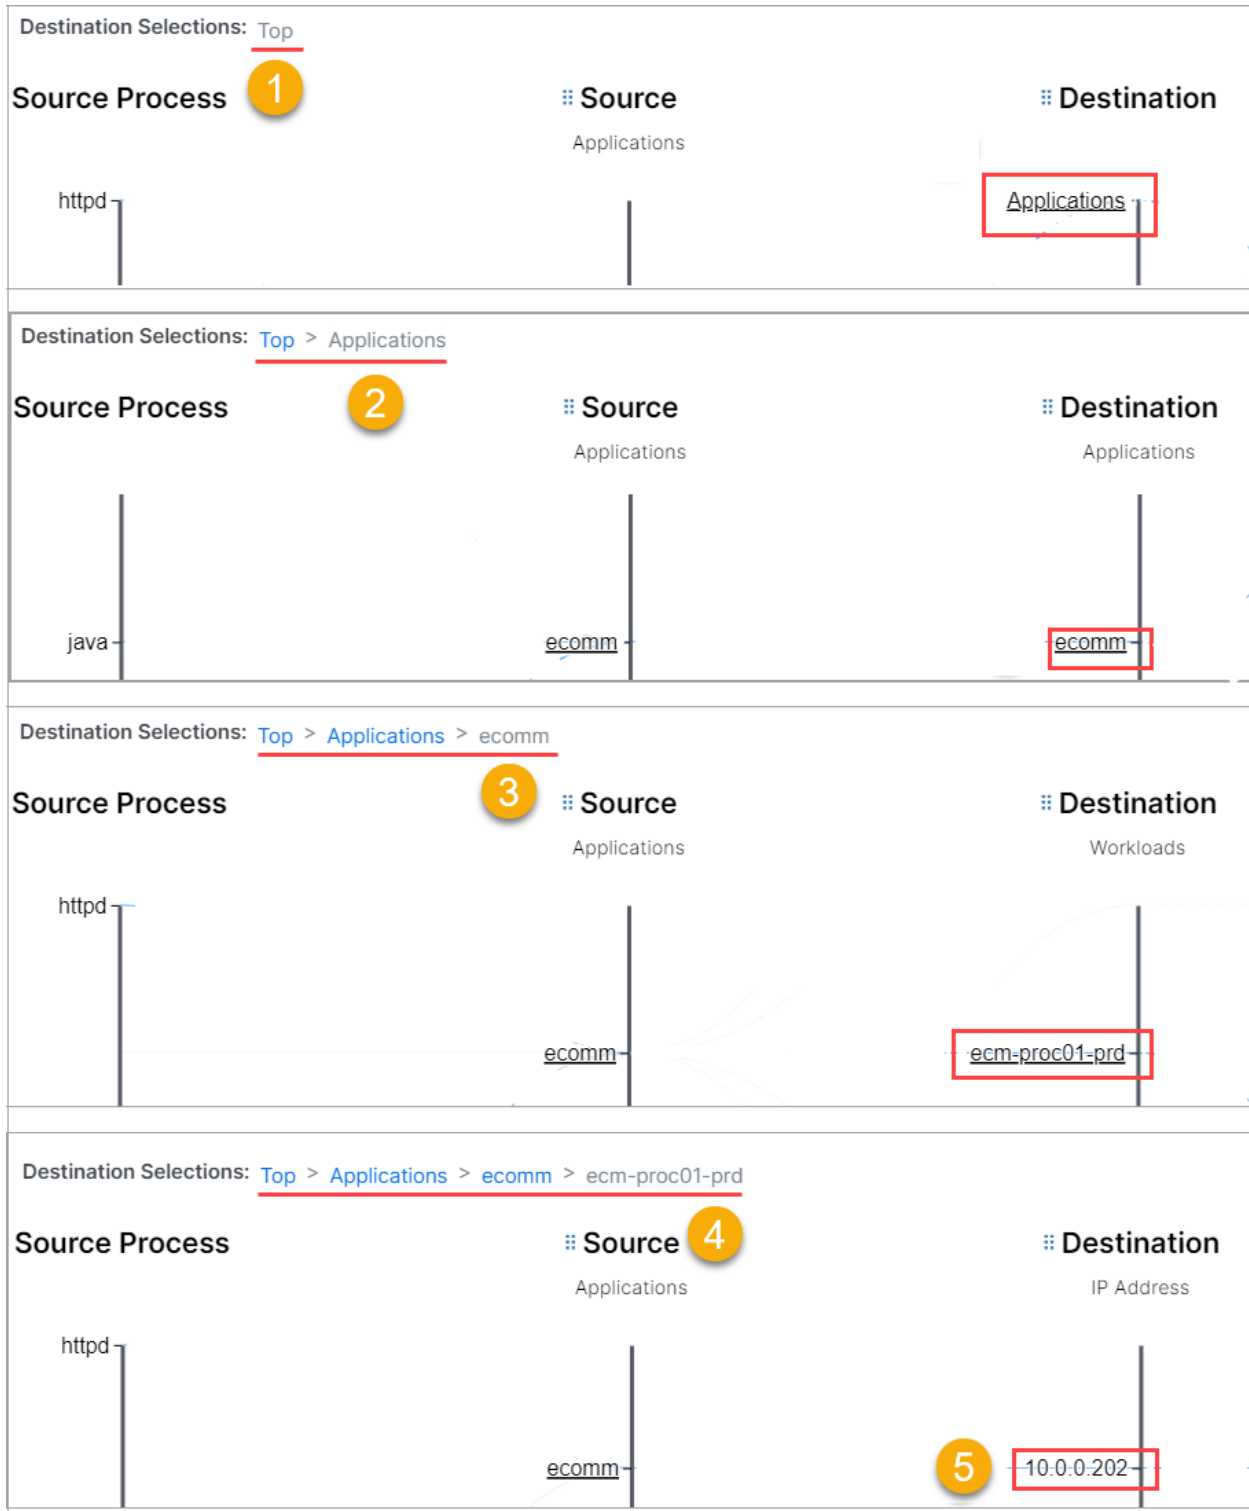 Destination Selections: Top
1
Source Process Source Destination
Applications
httpd Applications
Destination Selections: Top > Applications
2
Source Process Source Destination
Applications Applications
java ecomm ecomm
Destination Selections: Top > Applications > ecomm
3
Source Process Source Destination
Applications Workloads
httpd
ecomm ecm-proc01-prd
Destination Selections: Top > Applications > ecomm > ecm-proc01-prd
Source Process Source 4 Destination
Applications IP Address
httpd
ecomm 5 10.0.0.202